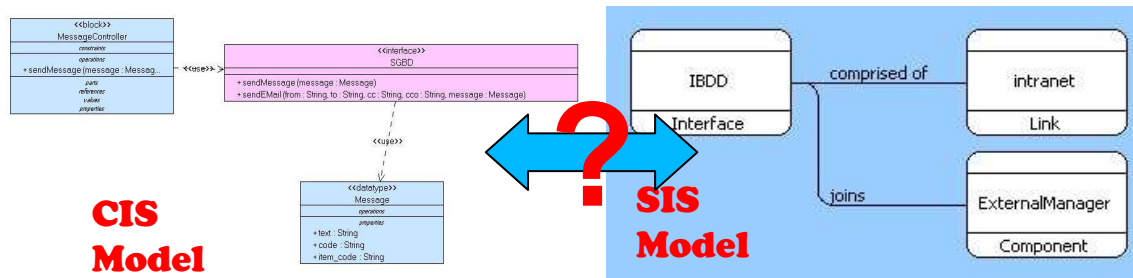 <<block>>
MessageController
constraints
operations
+ sendMessage (message : Messag...
parts
references
values
properties
<<use>>
<<interface>>
SGBD
+ sendMessage (message : Message)
+ sendEMail (from : String, to : String, cc : String, cco : String, message : Message)
<<use>>
<<datatype>>
Message
operations
properties
+ text : String
+ code : String
+ item_code : String
CIS
Model
?
IBDD
Interface
comprised of
intranet
Link
joins
ExternalManager
Component
SIS
Model